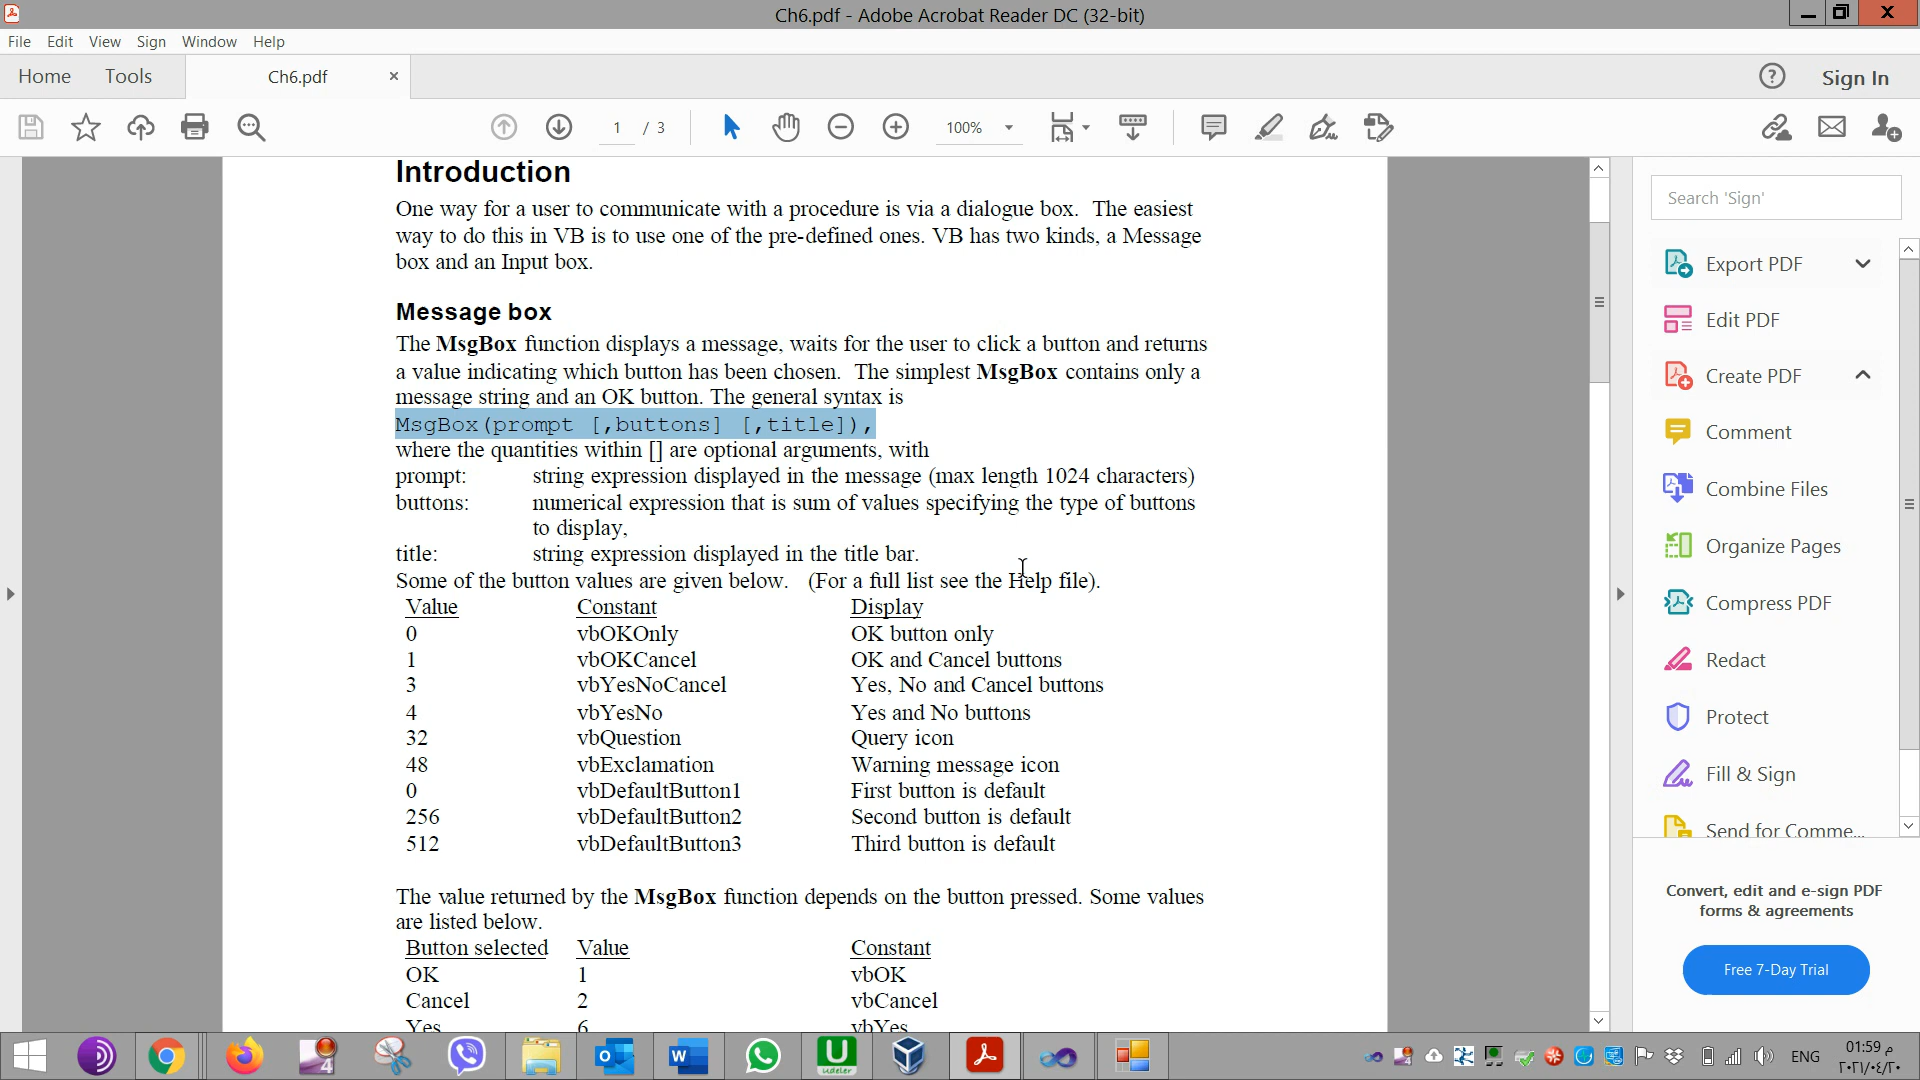 Ch6.pdf - Adobe Acrobat Reader DC (32-bit)
File Edit View Sign Window Help
Home Tools Ch6.pdf × Sign In
1 / 3 100%
Introduction
One way for a user to communicate with a procedure is via a dialogue box. The easiest
way to do this in VB is to use one of the pre-defined ones. VB has two kinds, a Message
box and an Input box.
Message box
The MsgBox function displays a message, waits for the user to click a button and returns
a value indicating which button has been chosen. The simplest MsgBox contains only a
message string and an OK button. The general syntax is
MsgBox(prompt [,buttons] [,title]),
where the quantities within [] are optional arguments, with
prompt: string expression displayed in the message (max length 1024 characters)
buttons: numerical expression that is sum of values specifying the type of buttons
to display,
title: string expression displayed in the title bar.
Some of the button values are given below. (For a full list see the Help file).
Value Constant Display
0 vbOKOnly OK button only
1 vbOKCancel OK and Cancel buttons
3 vbYesNoCancel Yes, No and Cancel buttons
4 vbYesNo Yes and No buttons
32 vbQuestion Query icon
48 vbExclamation Warning message icon
0 vbDefaultButton1 First button is default
256 vbDefaultButton2 Second button is default
512 vbDefaultButton3 Third button is default
The value returned by the MsgBox function depends on the button pressed. Some values
are listed below.
Button selected Value Constant
OK 1 vbOK
Cancel 2 vbCancel
Yes 6 vbYes
Search 'Sign'
Export PDF
Edit PDF
Create PDF
Comment
Combine Files
Organize Pages
Compress PDF
Redact
Protect
Fill & Sign
Send for Comme...
Convert, edit and e-sign PDF
forms & agreements
Free 7-Day Trial
U
udeler
ENG
01:59 م
٢٠٢١/٠٤/٢٠